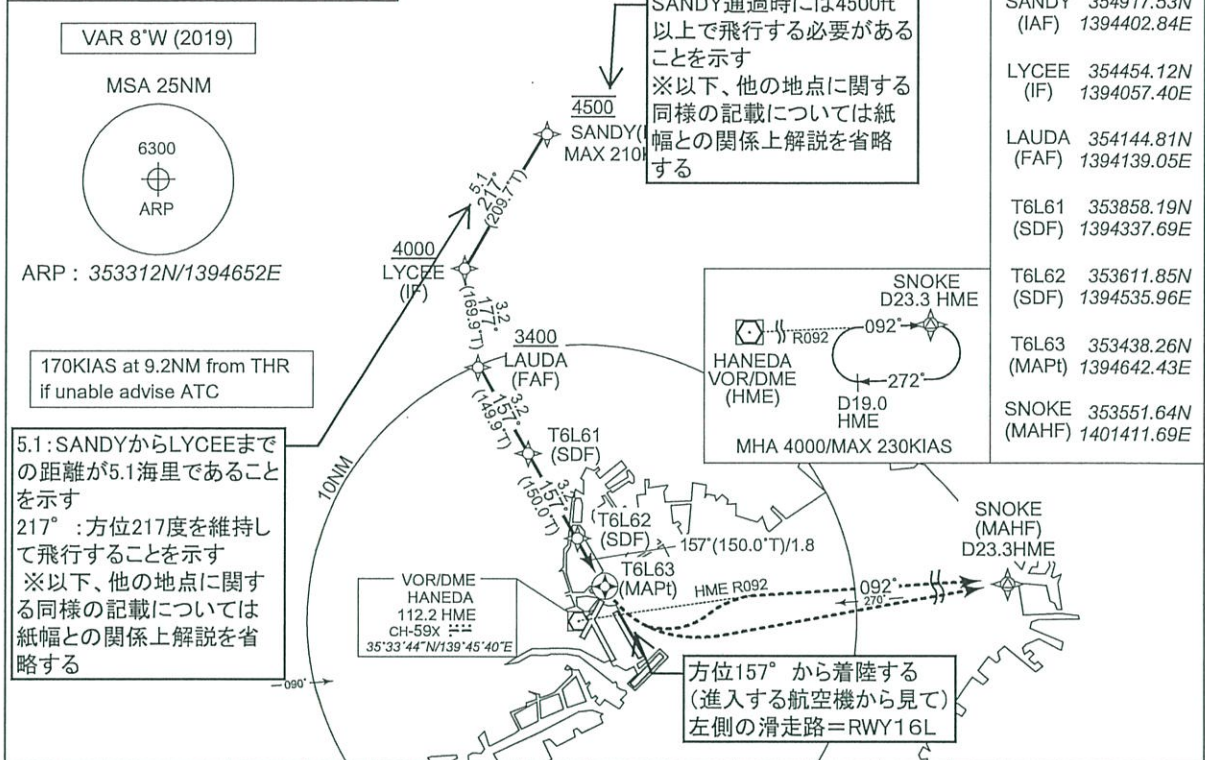 VAR 8°W (2019)
MSA 25NM
6300
ARP
ARP : 353312N/1394652E
170KIAS at 9.2NM from THR
if unable advise ATC
5.1:SANDYからLYCEEまで
の距離が5.1海里であること
を示す
217° :方位217度を維持し
て飛行することを示す
※以下、他の地点に関す
る同様の記載については
紙幅との関係上解説を省
略する
SANDY通過時には4500ft
以上で飛行する必要がある
ことを示す
※以下、他の地点に関する
同様の記載については紙
幅との関係上解説を省略
する
4500
SANDY(
MAX 210
5.1
217°
(209.7°T)
4000
LYCEE
(IF)
3.2
177°
(169.9°T)
3400
LAUDA
(FAF)
3.2
157°
(149.9°T)
T6L61
(SDF)
3.2
157°
(150.0°T)
T6L62
(SDF)
157°(150.0°T)/1.8
T6L63
(MAPt)
10NM
VOR/DME
HANEDA
112.2 HME
CH-59X
35°33'44"N/139°45'40"E
HME R092
092°
270°
090°
SNOKE
(MAHF)
D23.3HME
方位157° から着陸する
(進入する航空機から見て)
左側の滑走路=RWY16L
SNOKE
D23.3 HME
092°
R092
HANEDA
VOR/DME
(HME)
272°
D19.0
HME
MHA 4000/MAX 230KIAS
SANDY 354917.53N
(IAF) 1394402.84E
LYCEE 354454.12N
(IF) 1394057.40E
LAUDA 354144.81N
(FAF) 1394139.05E
T6L61 353858.19N
(SDF) 1394337.69E
T6L62 353611.85N
(SDF) 1394535.96E
T6L63 353438.26N
(MAPt) 1394642.43E
SNOKE 353551.64N
(MAHF) 1401411.69E